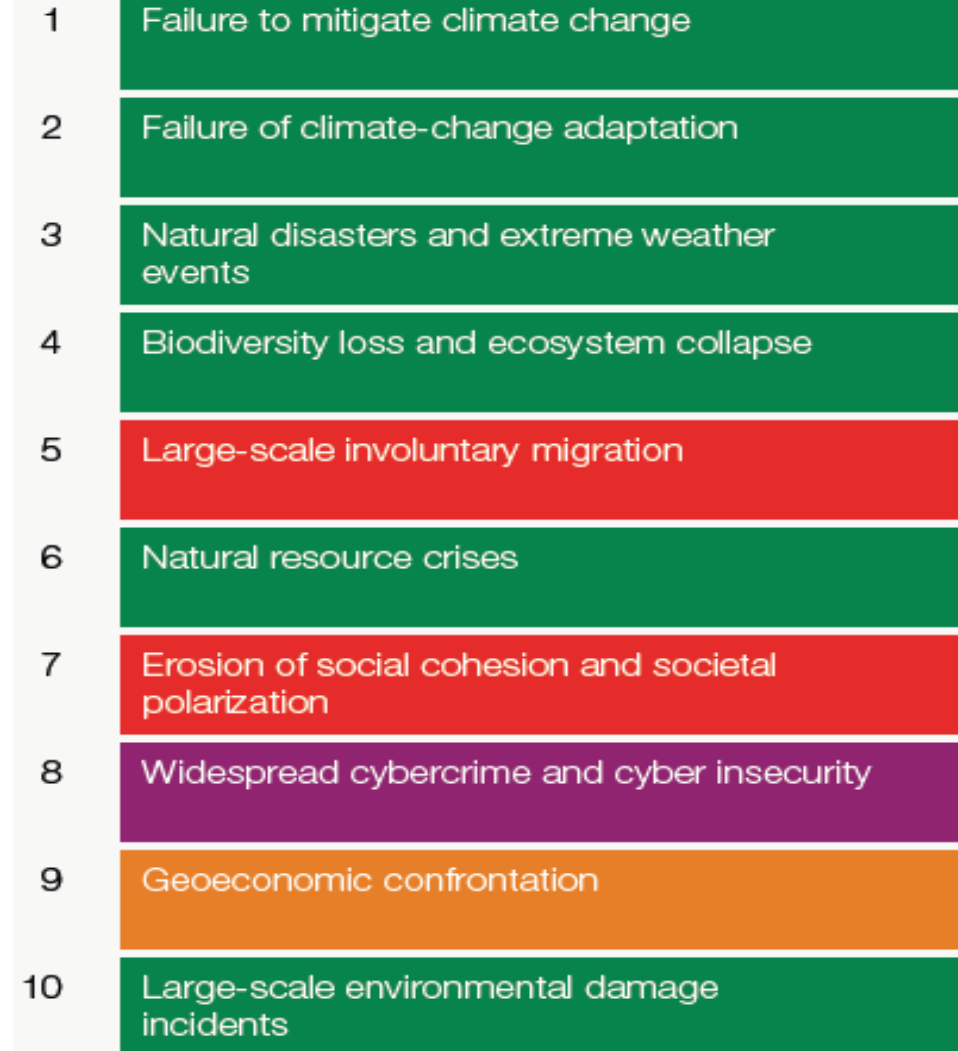 1 Failure to mitigate climate change
2 Failure of climate-change adaptation
3 Natural disasters and extreme weather
events
4 Biodiversity loss and ecosystem collapse
5 Large-scale involuntary migration
6 Natural resource crises
7 Erosion of social cohesion and societal
polarization
8 Widespread cybercrime and cyber insecurity
9 Geoeconomic confrontation
10 Large-scale environmental damage
incidents